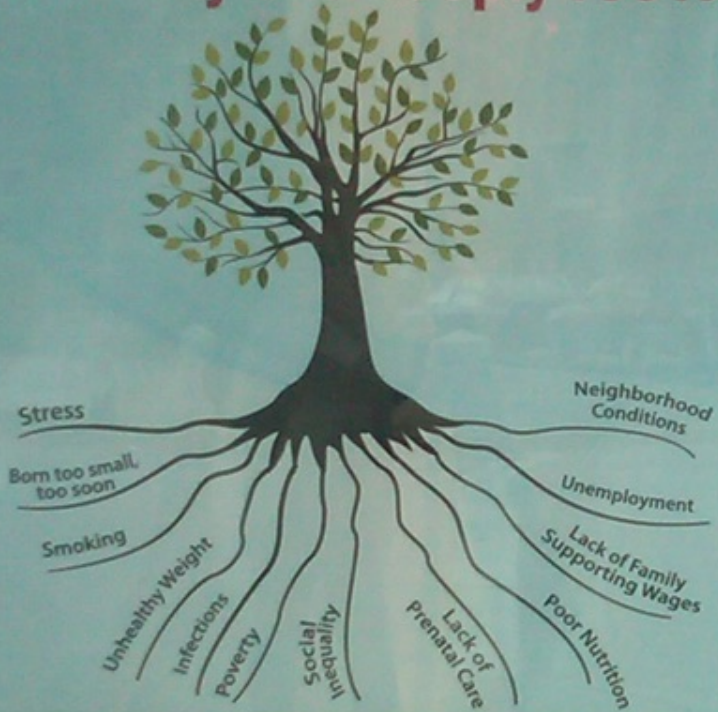 Stress
Born too small,
too soon
Smoking
Unhealthy Weight
Infections
Poverty
Social
Inequality
Lack of
Prenatal Care
Poor Nutrition
Lack of Family
Supporting Wages
Unemployment
Neighborhood
Conditions